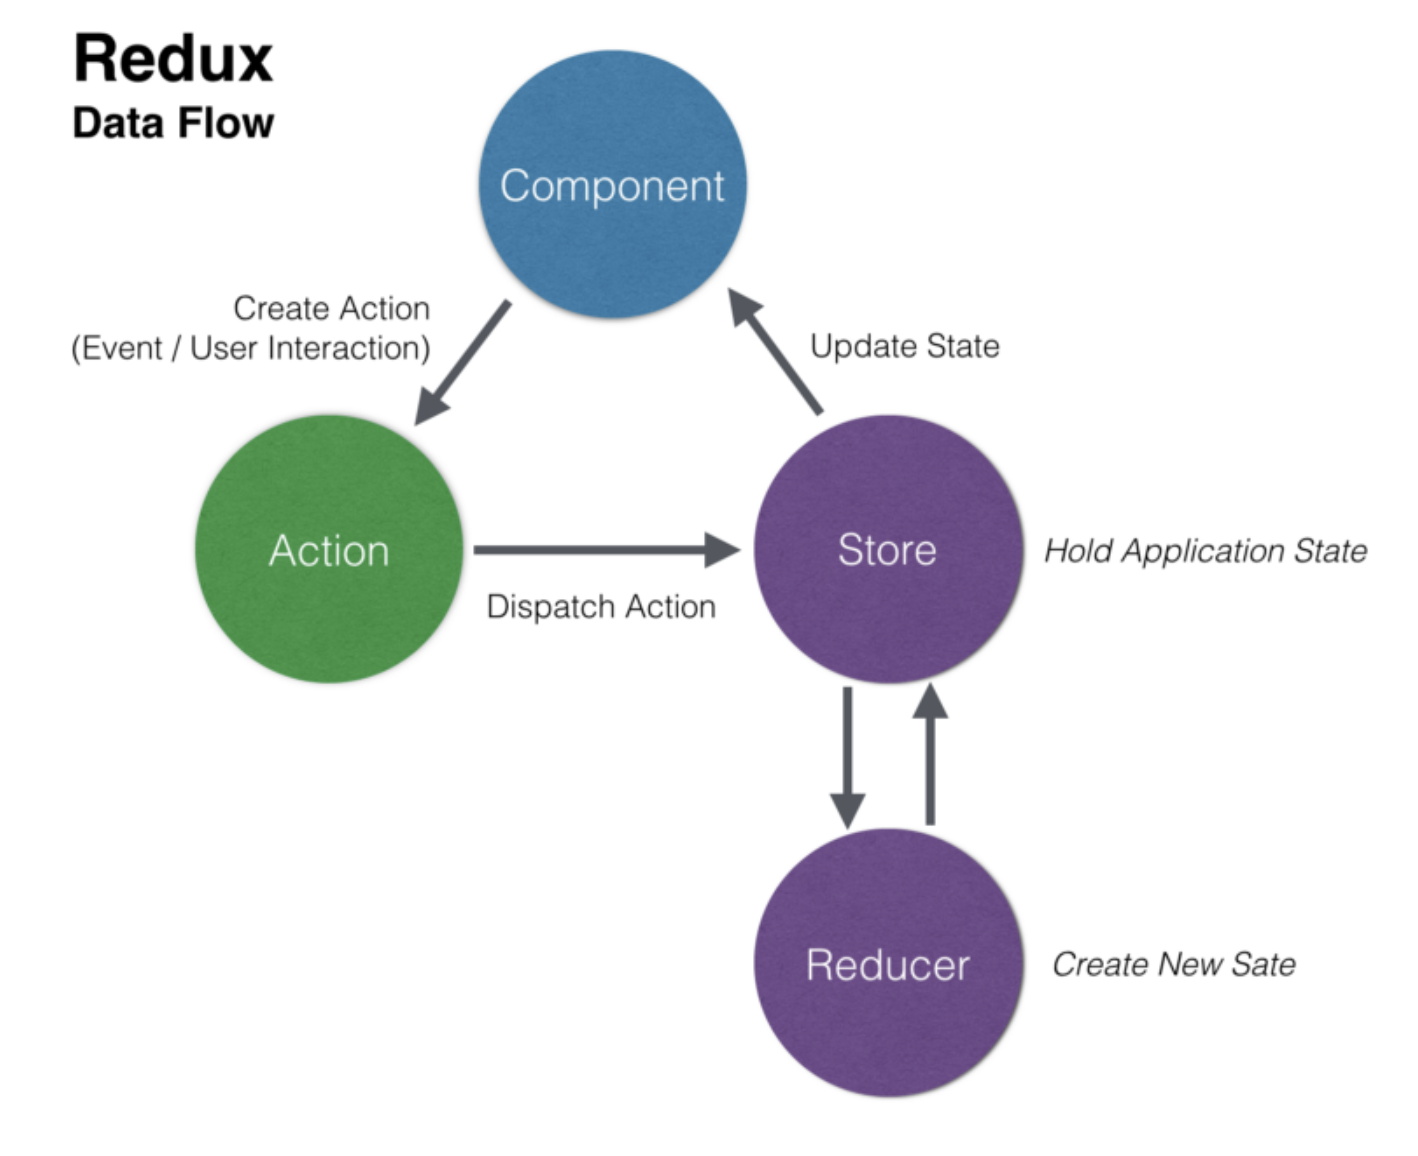 Redux
Data Flow
Component
Create Action
(Event / User Interaction)
Update State
Action
Dispatch Action
Store
Hold Application State
Reducer
Create New Sate